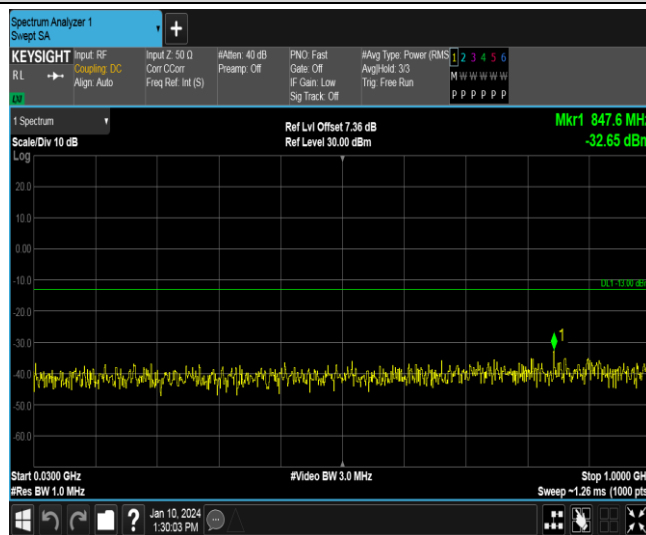 Spectrum Analyzer 1
Swept SA
+
KEYSIGHT
RL
LXI
Input: RF
Coupling: DC
Align: Auto
Input Z: 50 Ω
Corr CCorr
Freq Ref: Int (S)
#Atten: 40 dB
Preamp: Off
PNO: Fast
Gate: Off
IF Gain: Low
Sig Track: Off
#Avg Type: Power (RMS
Avg|Hold: 3/3
Trig: Free Run
1 2 3 4 5 6
M W W W W W
P P P P P P
1 Spectrum
Scale/Div 10 dB
Log
Ref Lvl Offset 7.36 dB
Ref Level 30.00 dBm
Mkr1 847.6 MHz
-32.65 dBm
20.0
10.0
0.00
-10.0
DL1 -13.00 dBm
-20.0
-30.0
1
-40.0
-50.0
-60.0
Start 0.0300 GHz
#Res BW 1.0 MHz
#Video BW 3.0 MHz
Stop 1.0000 GH
Sweep ~1.26 ms (1000 pts
?
Jan 10, 2024
1:30:03 PM